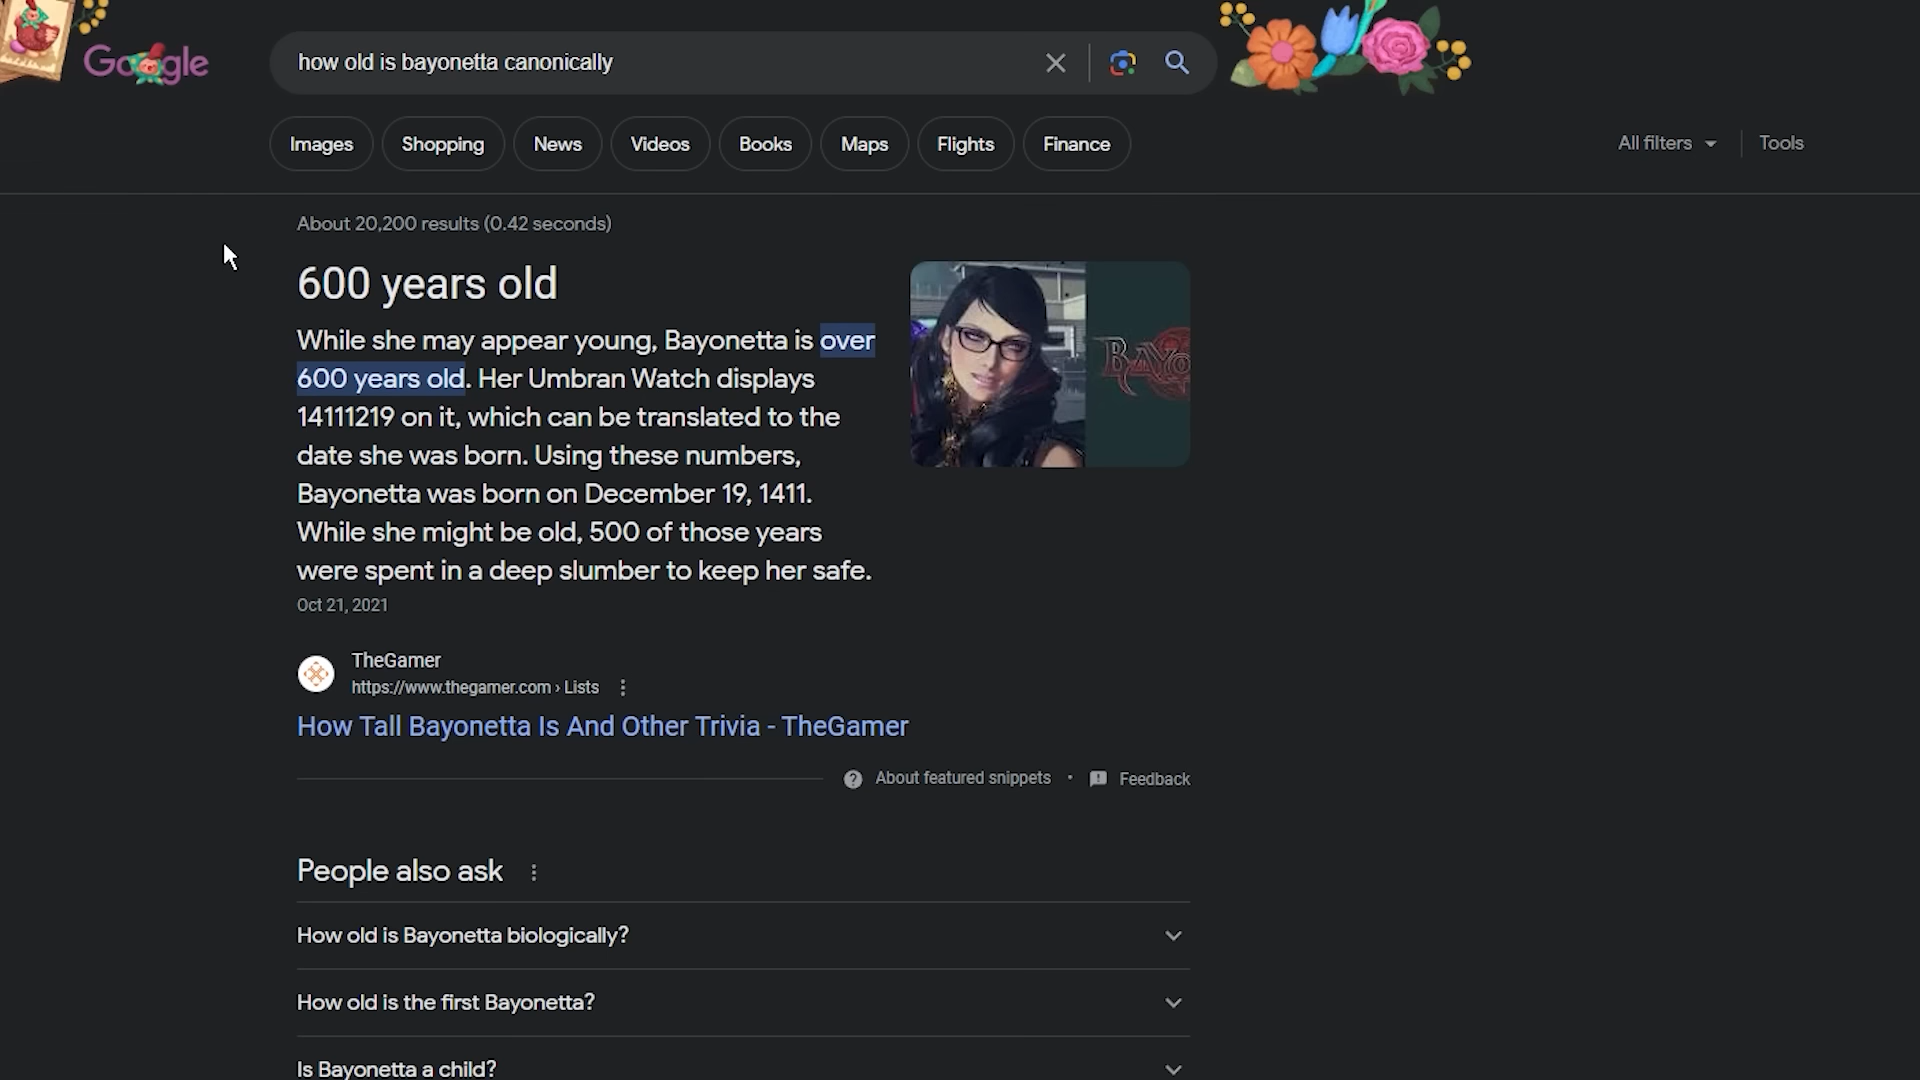 Google
how old is bayonetta canonically
Images Shopping News Videos Books Maps Flights Finance All filters Tools
About 20,200 results (0.42 seconds)
600 years old
While she may appear young, Bayonetta is over
600 years old. Her Umbran Watch displays
14111219 on it, which can be translated to the
date she was born. Using these numbers,
Bayonetta was born on December 19, 1411.
While she might be old, 500 of those years
were spent in a deep slumber to keep her safe.
Oct 21, 2021
BAYO
TheGamer
https://www.thegamer.com › Lists
How Tall Bayonetta Is And Other Trivia - TheGamer
About featured snippets • Feedback
People also ask
How old is Bayonetta biologically?
How old is the first Bayonetta?
Is Bayonetta a child?